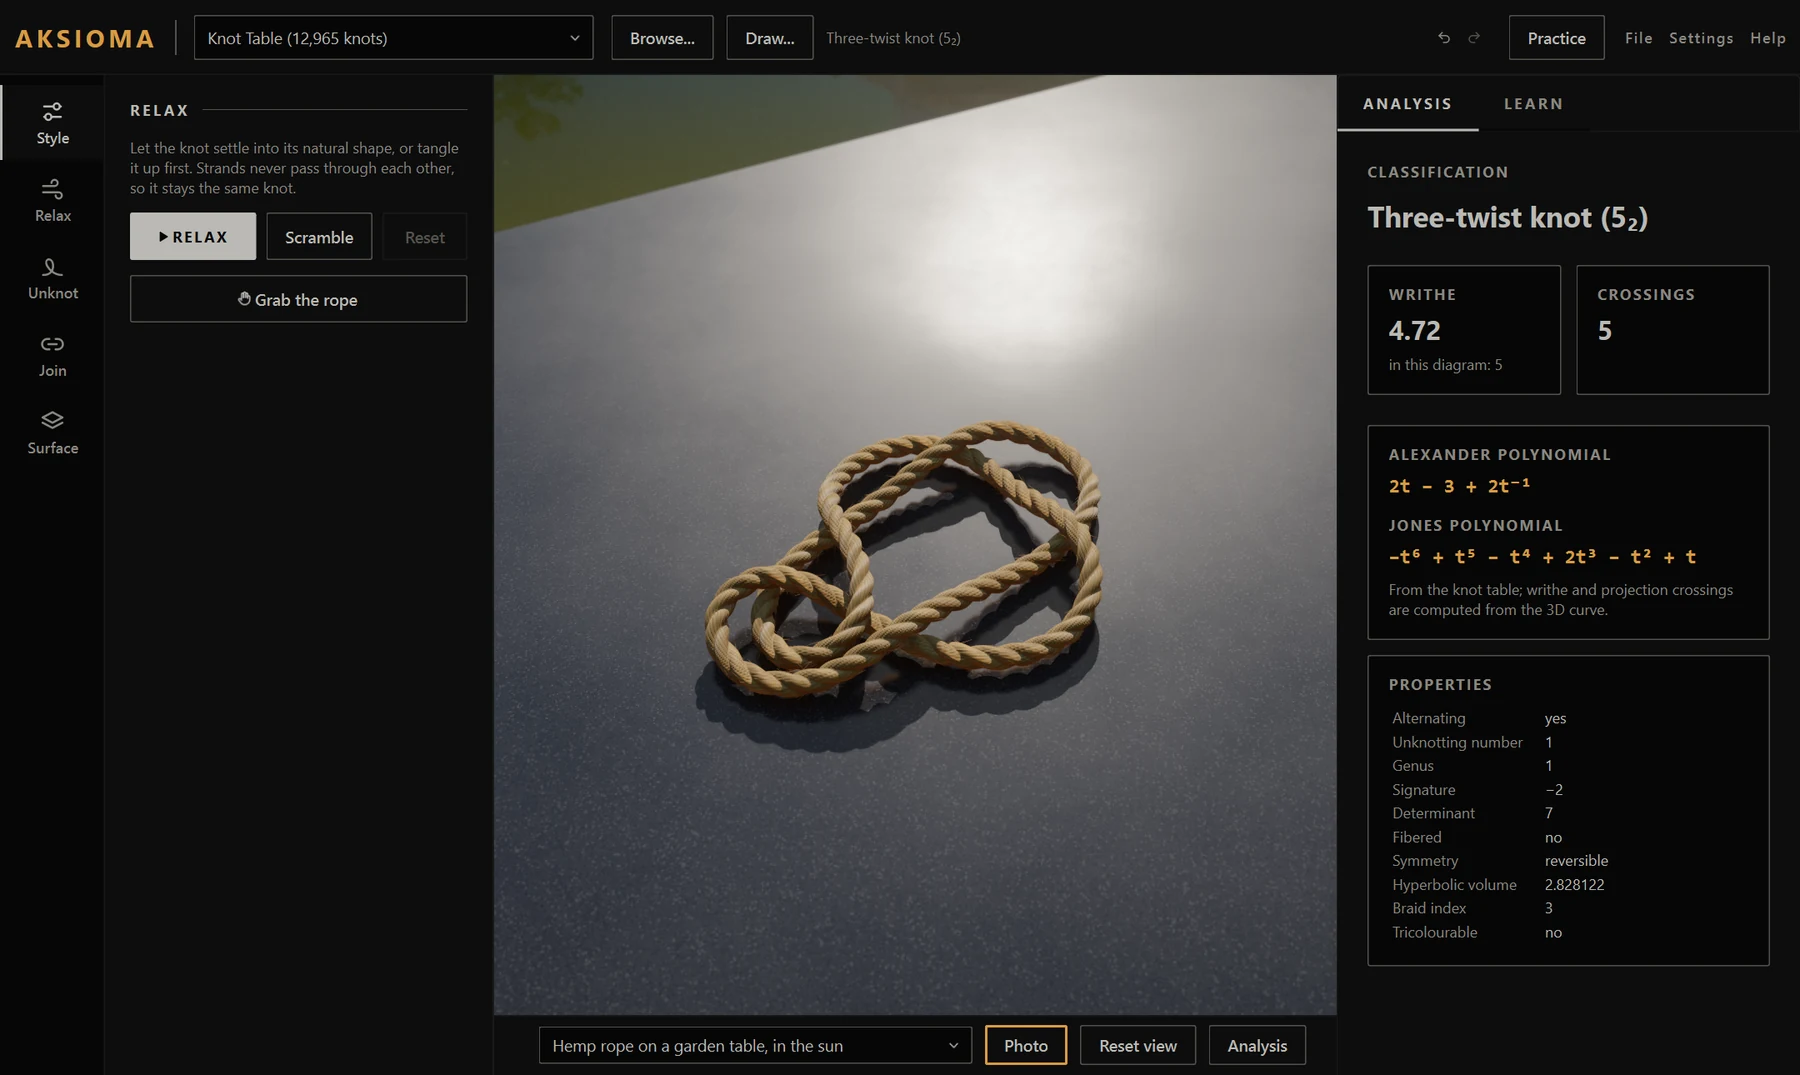 AKSIOMA
Knot Table (12,965 knots)
Browse...
Draw...
Three-twist knot (5₂)
Practice
File
Settings
Help
Style
Relax
Unknot
Join
Surface
RELAX
Let the knot settle into its natural shape, or tangle
it up first. Strands never pass through each other,
so it stays the same knot.
RELAX
Scramble
Reset
Grab the rope
Hemp rope on a garden table, in the sun
Photo
Reset view
Analysis
ANALYSIS
LEARN
CLASSIFICATION
Three-twist knot (5₂)
WRITHE
4.72
in this diagram: 5
CROSSINGS
5
ALEXANDER POLYNOMIAL
2t − 3 + 2t⁻¹
JONES POLYNOMIAL
−t⁶ + t⁵ − t⁴ + 2t³ − t² + t
From the knot table; writhe and projection crossings
are computed from the 3D curve.
PROPERTIES
Alternating yes
Unknotting number 1
Genus 1
Signature −2
Determinant 7
Fibered no
Symmetry reversible
Hyperbolic volume 2.828122
Braid index 3
Tricolourable no